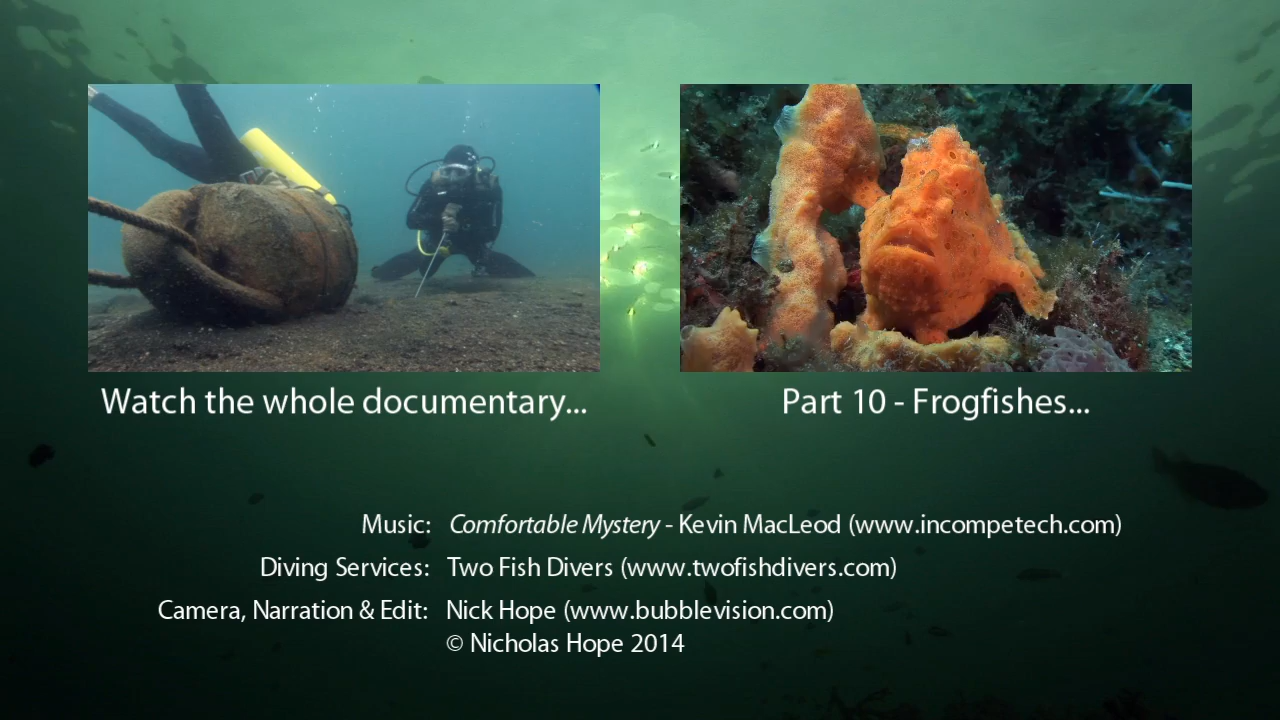 Watch the whole documentary...
Part 10 - Frogfishes...
Music: Comfortable Mystery - Kevin MacLeod (www.incompetech.com)
Diving Services: Two Fish Divers (www.twofishdivers.com)
Camera, Narration & Edit: Nick Hope (www.bubblevision.com)
© Nicholas Hope 2014